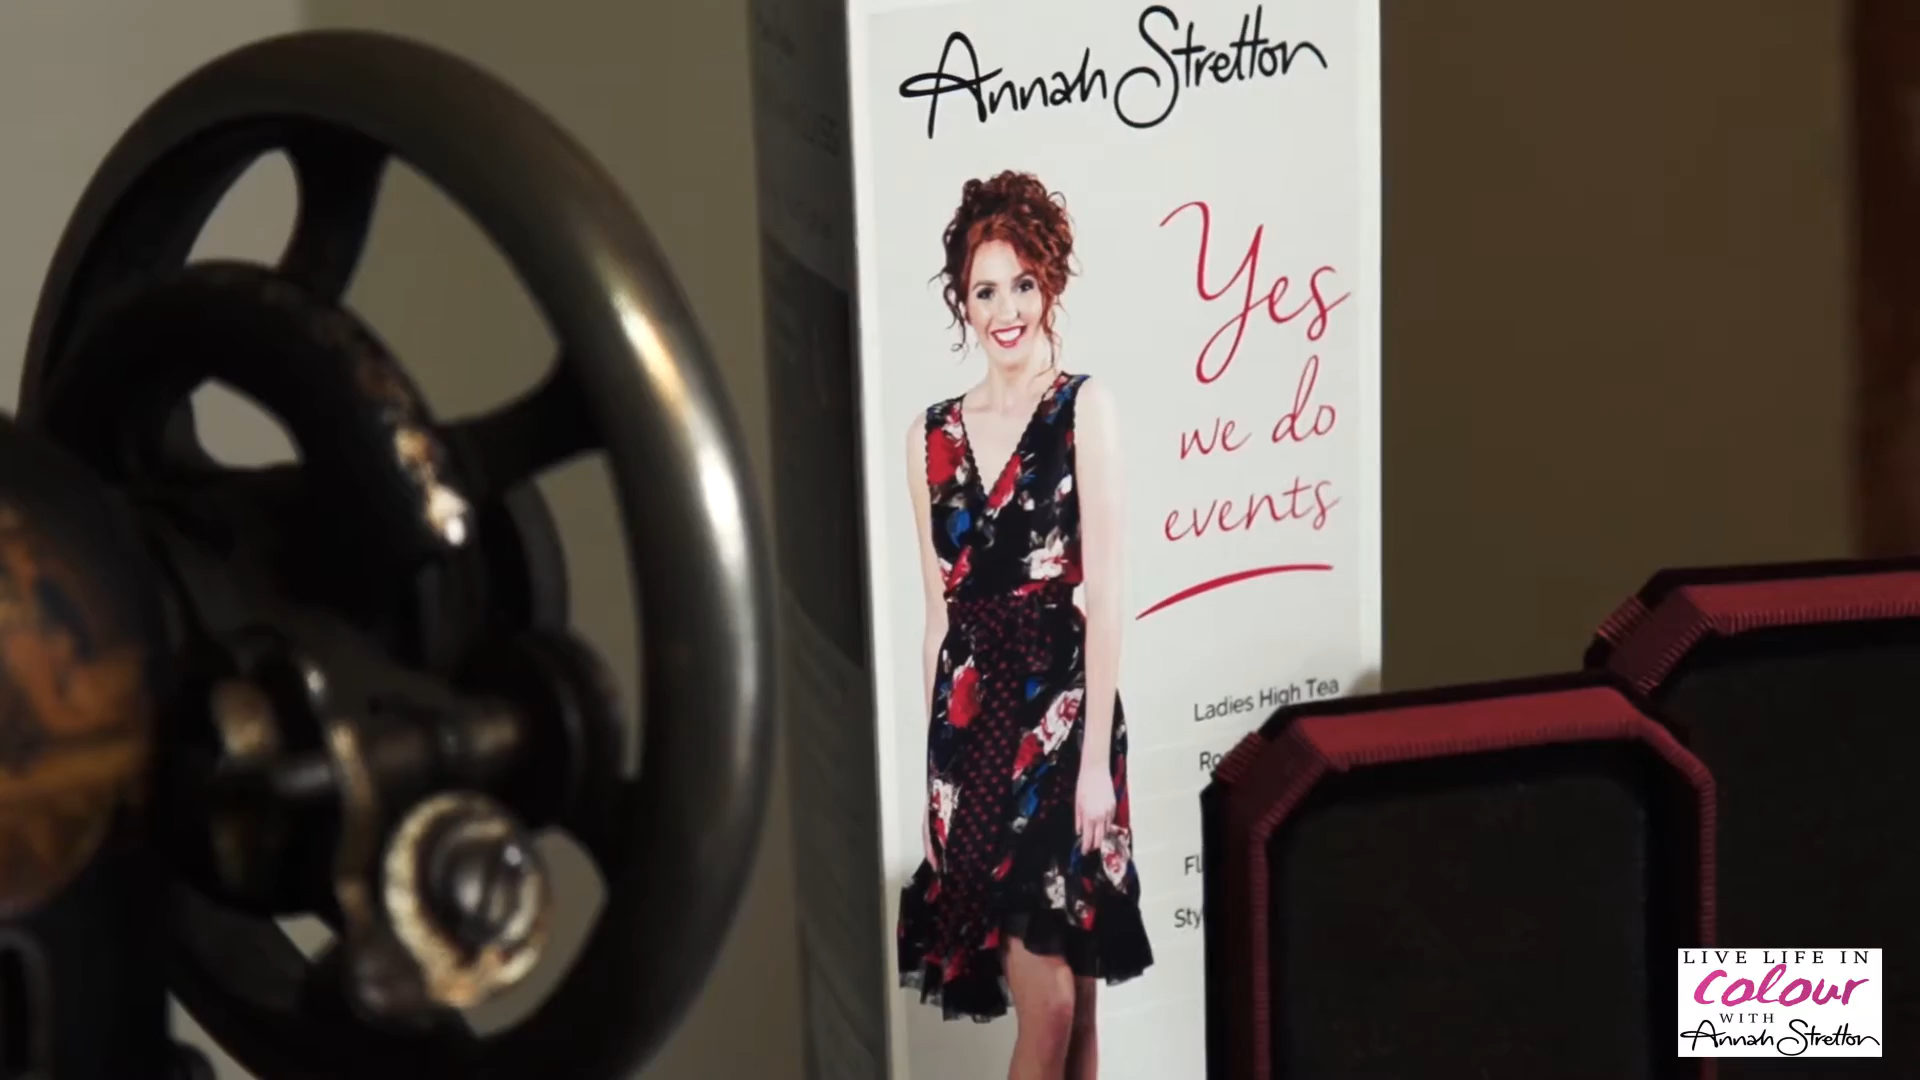 Annah Stretton
Yes
we do
events
Ladies High Tea
LIVE LIFE IN
colour
WITH
Annah Stretton